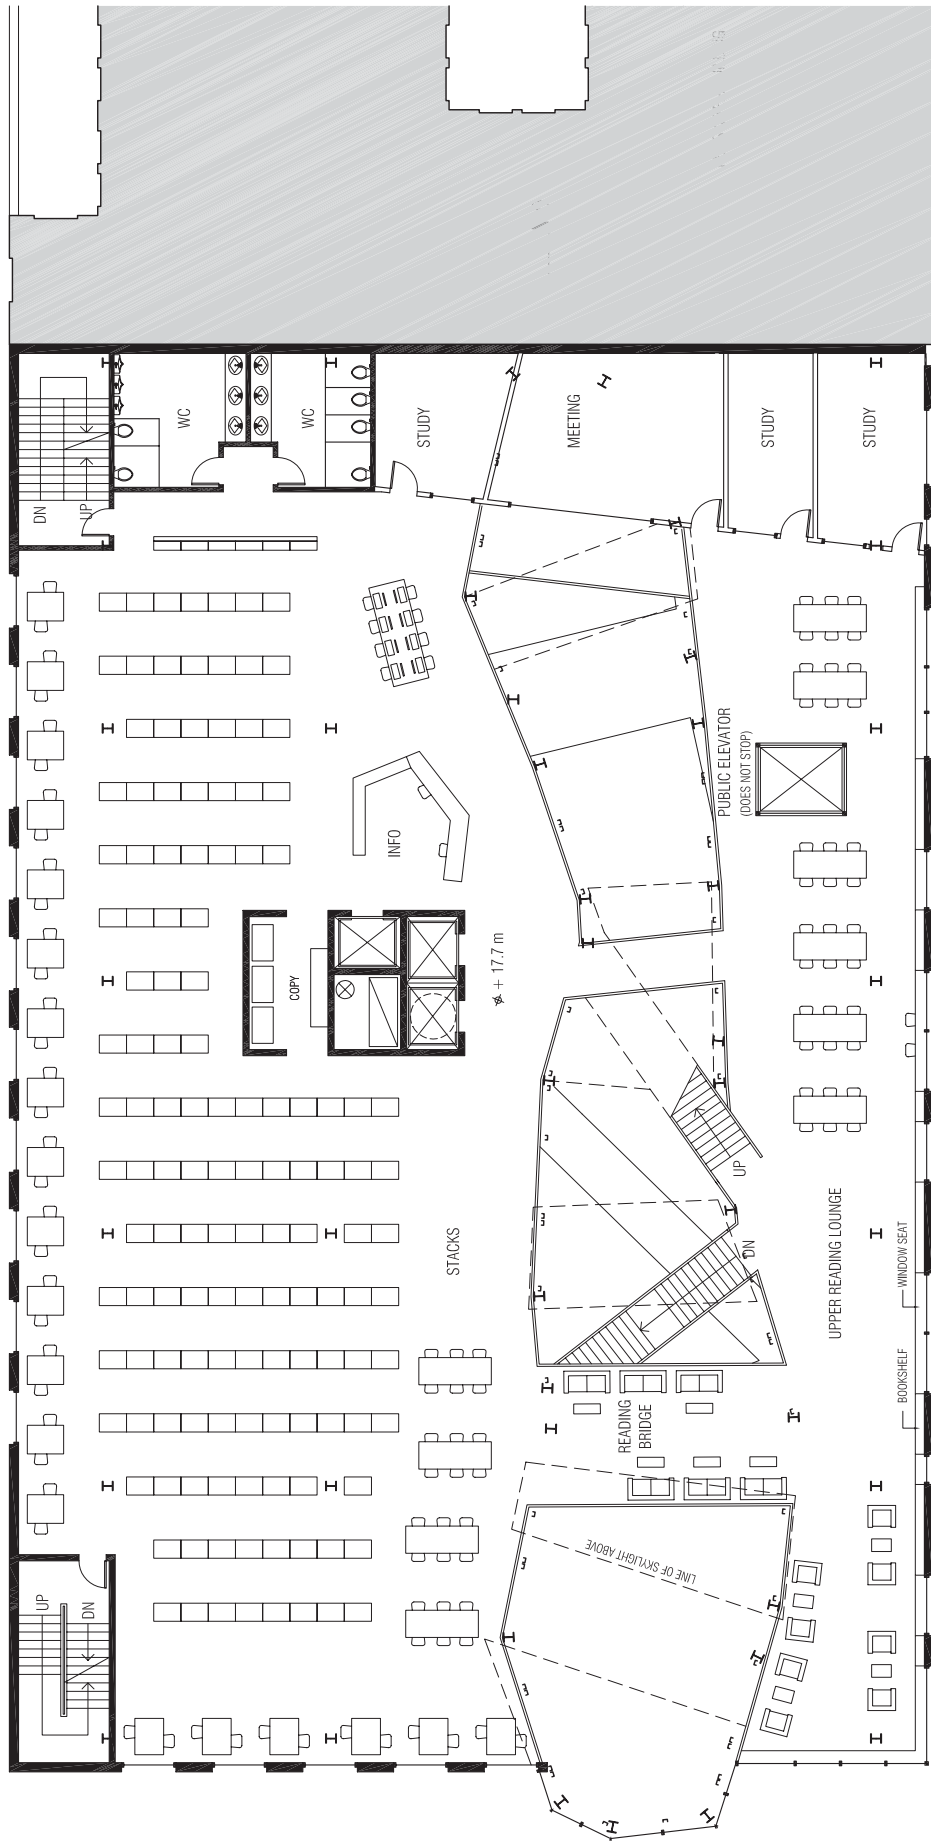 DN
UP
WC
WC
STUDY
MEETING
STUDY
STUDY
PUBLIC ELEVATOR
(DOES NOT STOP)
INFO
COPY
+ 17.7 m
UP
DN
STACKS
UPPER READING LOUNGE
WINDOW SEAT
BOOKSHELF
READING
BRIDGE
LINE OF SKYLIGHT ABOVE
UP
DN